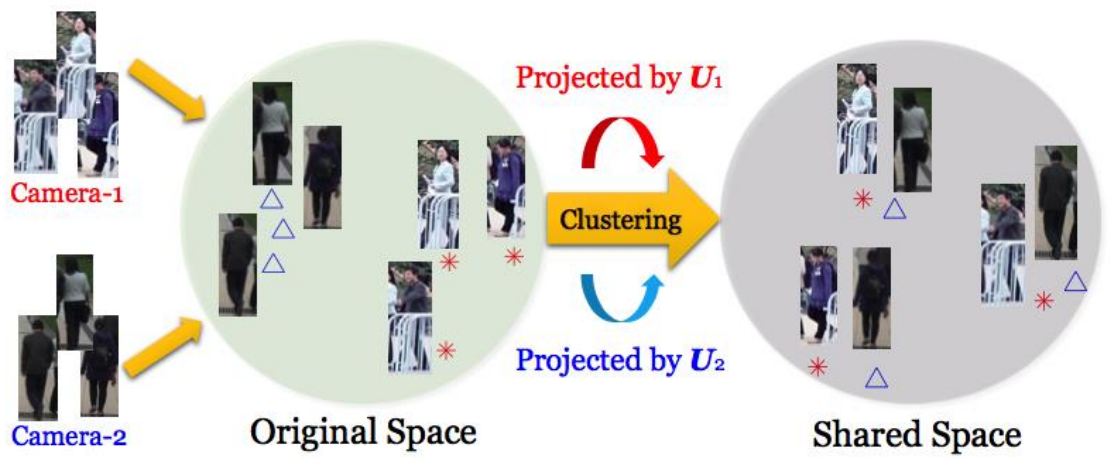 Camera-1
Camera-2
Original Space
Projected by U1
Clustering
Projected by U2
Shared Space